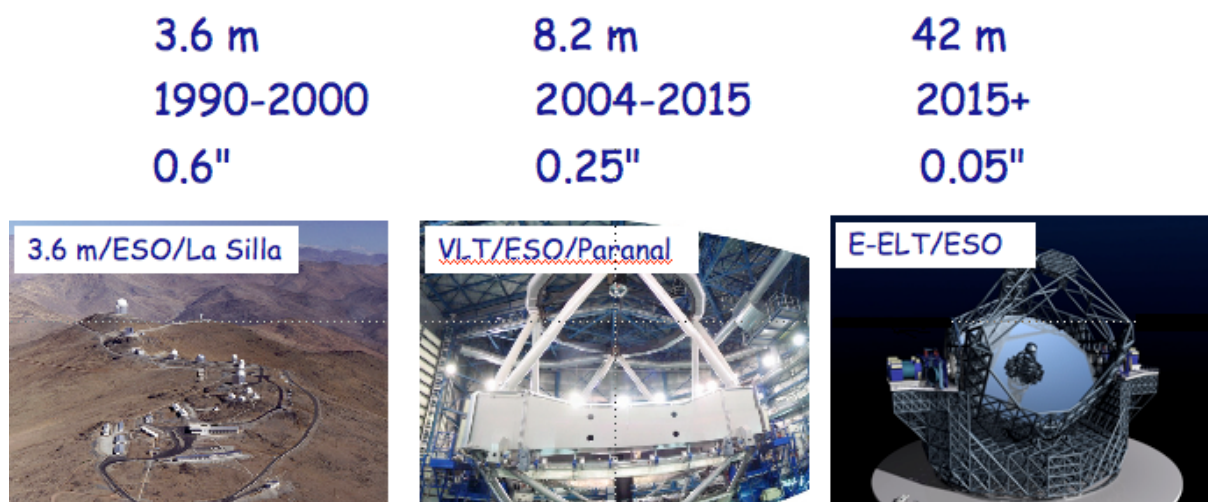 3.6 m
8.2 m
42 m
1990-2000
2004-2015
2015+
0.6"
0.25"
0.05"
3.6 m/ESO/La Silla
VLT/ESO/Paranal
E-ELT/ESO